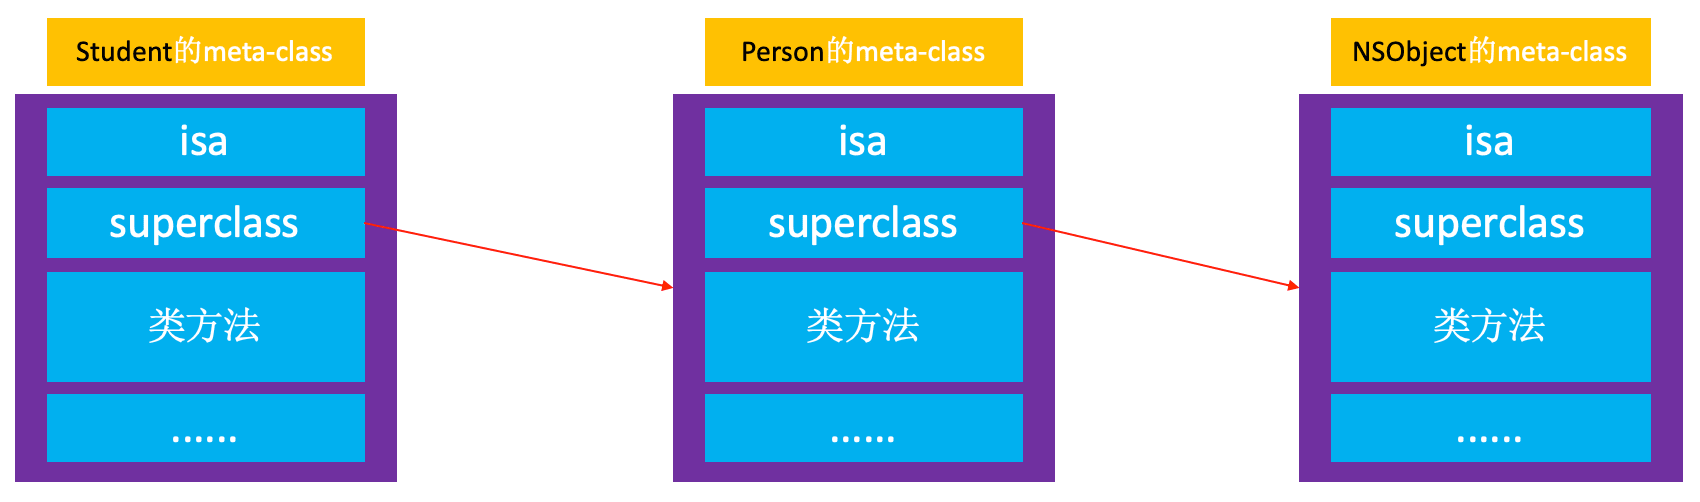 Student的meta-class
isa
superclass
类方法
......
Person的meta-class
isa
superclass
类方法
......
NSObject的meta-class
isa
superclass
类方法
......